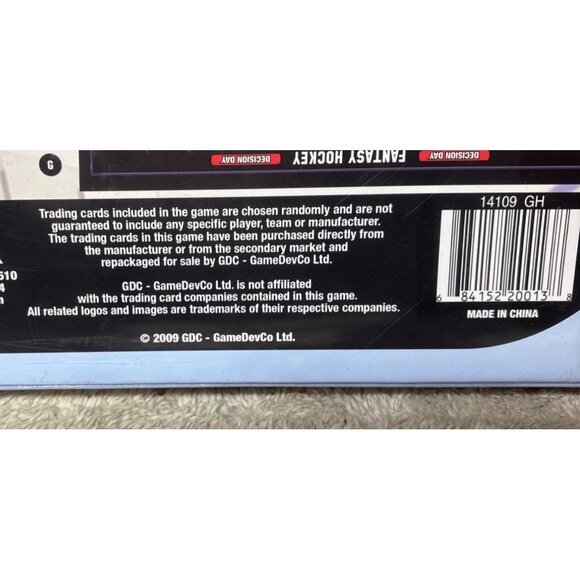 G
DECISION DAY
FANTASY HOCKEY
DECISION DAY
Trading cards included in the game are chosen randomly and are not
guaranteed to include any specific player, team or manufacturer.
The trading cards in this game have been purchased directly from
the manufacturer or from the secondary market and
repackaged for sale by GDC - GameDevCo Ltd.
GDC - GameDevCo Ltd. is not affiliated
with the trading card companies contained in this game.
All related logos and images are trademarks of their respective companies.
© 2009 GDC - GameDevCo Ltd.
510
4
14109 GH
6 84152 20013 8
MADE IN CHINA